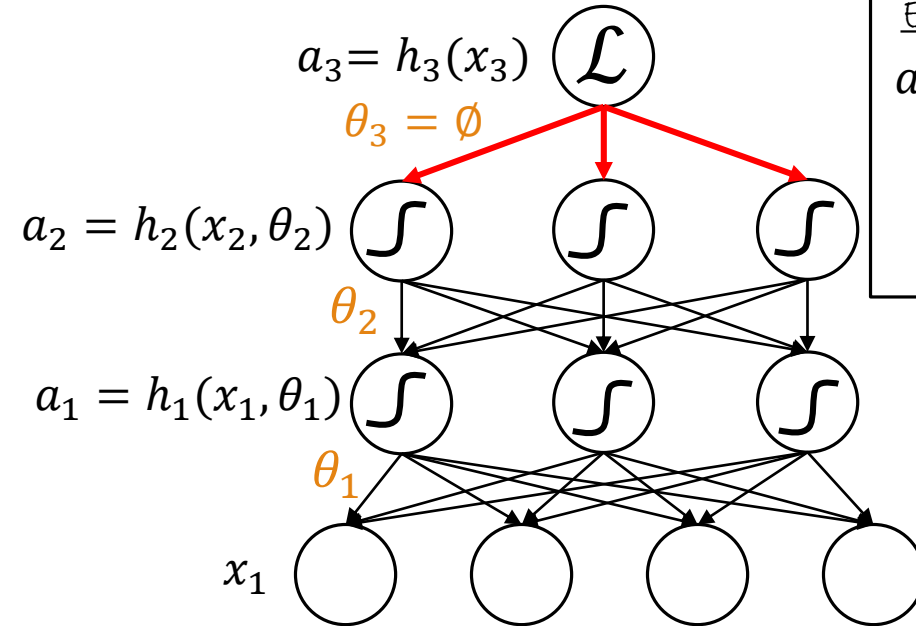 a₃= h₃(x₃) ℒ
θ₃ = ∅
a₂ = h₂(x₂, θ₂)
θ₂
a₁ = h₁(x₁, θ₁)
θ₁
x₁
a